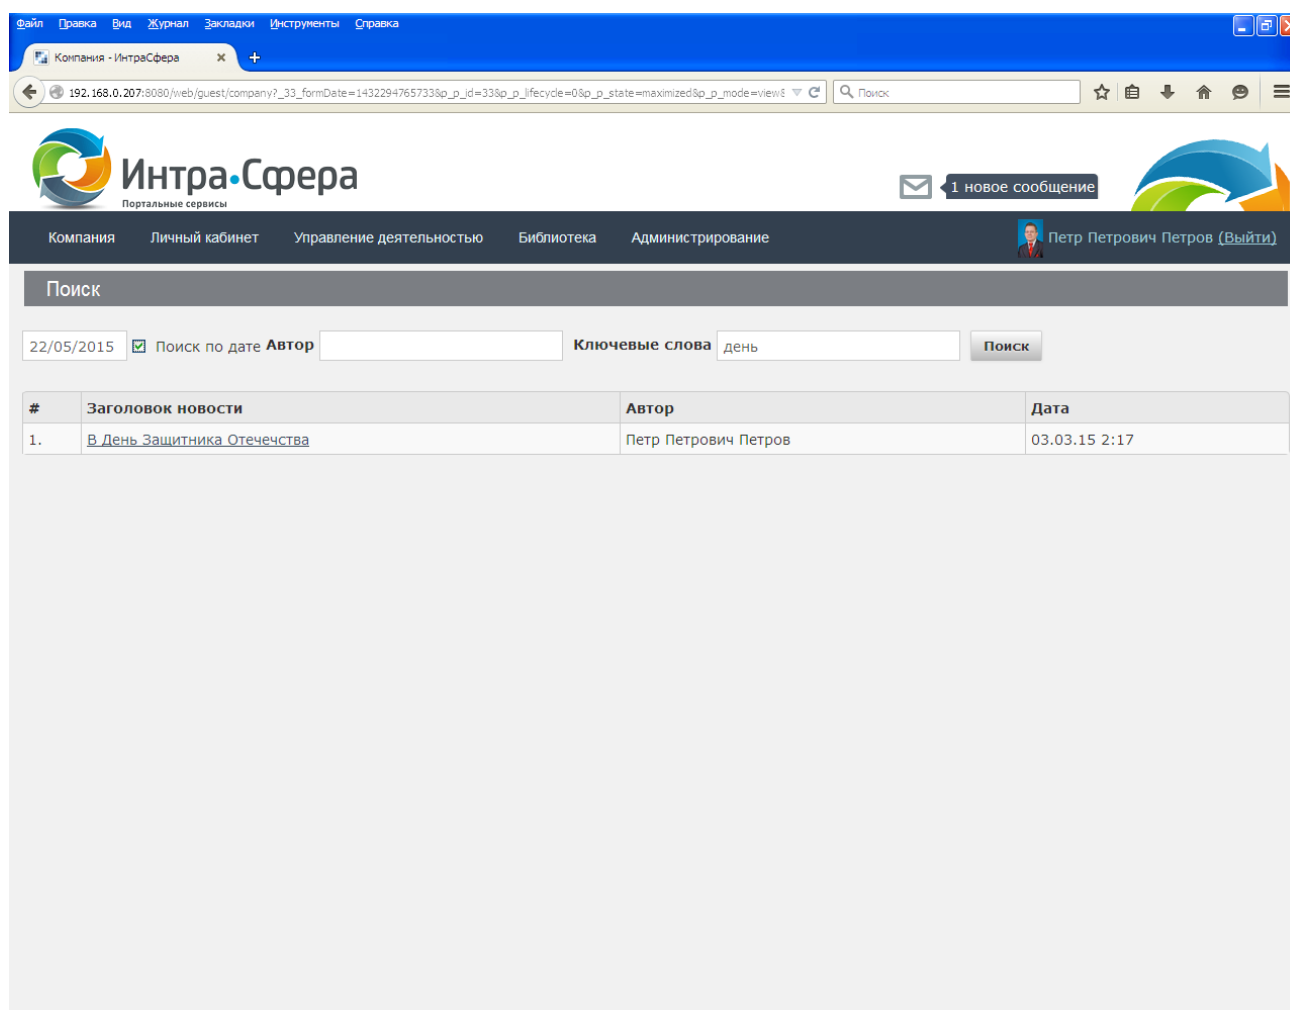 Файл Правка Вид Журнал Закладки Инструменты Справка
Компания - ИнтраСфера
192.168.0.207:8080/web/guest/company?_33_formDate=1432294765733&p_p_id=33&p_p_lifecycle=0&p_p_state=maximized&p_p_mode=view& Поиск
Интра•Сфера
Портальные сервисы
1 новое сообщение
Компания Личный кабинет Управление деятельностью Библиотека Администрирование Петр Петрович Петров (Выйти)
Поиск
22/05/2015 Поиск по дате Автор Ключевые слова день Поиск
# Заголовок новости Автор Дата
1. В День Защитника Отечечства Петр Петрович Петров 03.03.15 2:17